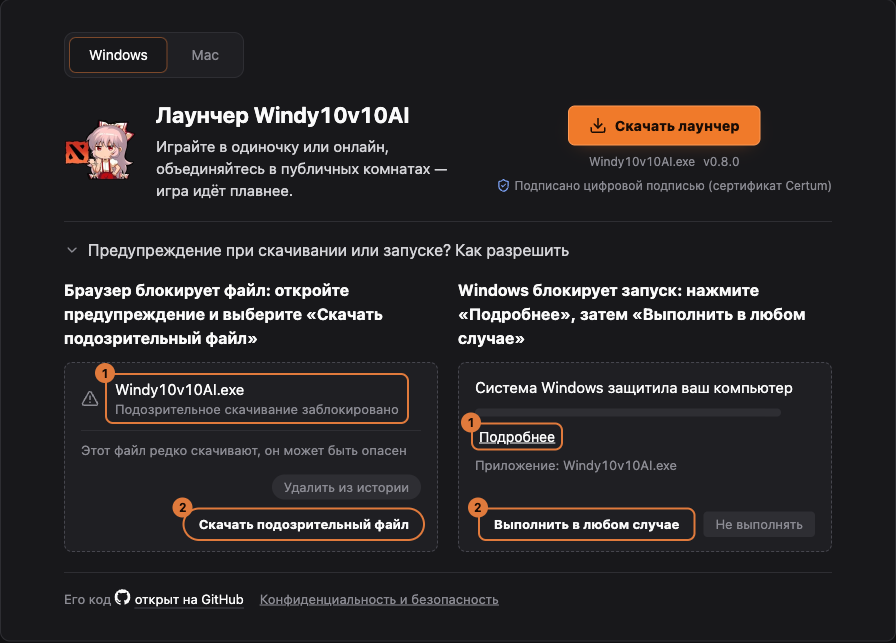 Windows
Mac
Лаунчер Windy10v10AI
Играйте в одиночку или онлайн,
объединяйтесь в публичных комнатах —
игра идёт плавнее.
Скачать лаунчер
Windy10v10AI.exe v0.8.0
Подписано цифровой подписью (сертификат Certum)
Предупреждение при скачивании или запуске? Как разрешить
Браузер блокирует файл: откройте
предупреждение и выберите «Скачать
подозрительный файл»
1
Windy10v10AI.exe
Подозрительное скачивание заблокировано
Этот файл редко скачивают, он может быть опасен
Удалить из истории
2
Скачать подозрительный файл
Windows блокирует запуск: нажмите
«Подробнее», затем «Выполнить в любом
случае»
Система Windows защитила ваш компьютер
1
Подробнее
Приложение: Windy10v10AI.exe
2
Выполнить в любом случае
Не выполнять
Его код открыт на GitHub
Конфиденциальность и безопасность